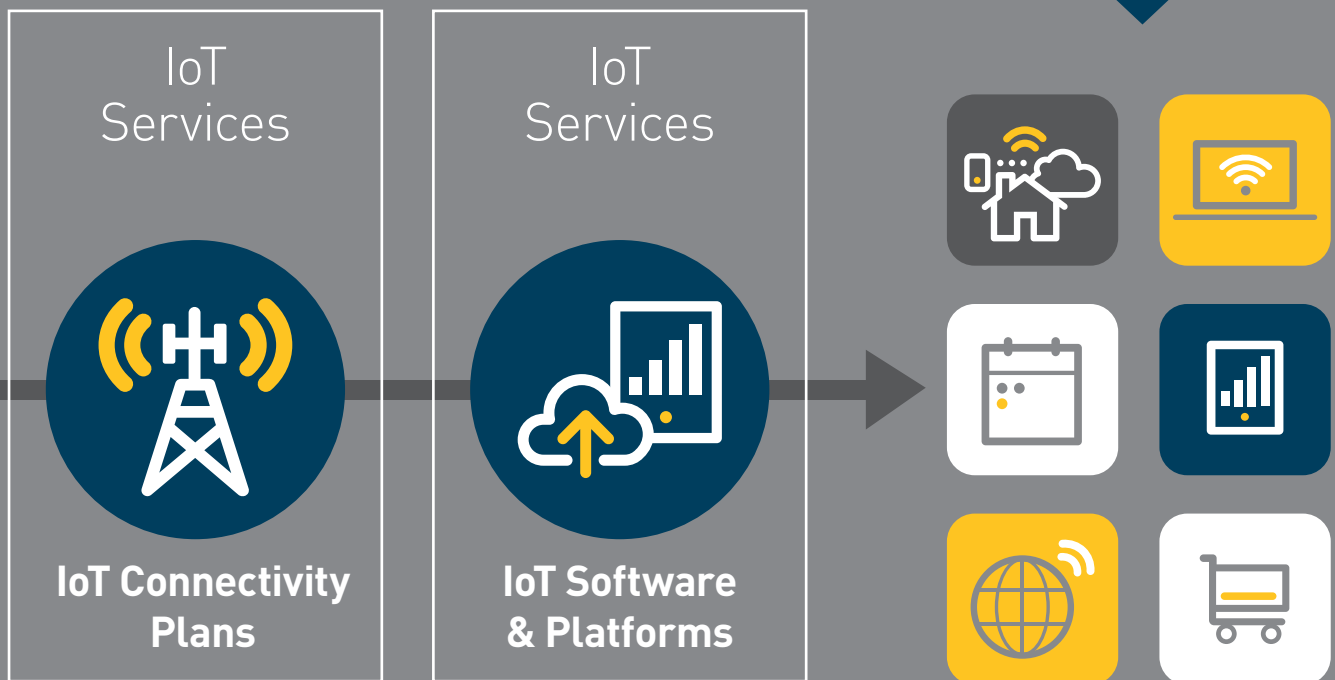 IoT
Services
IoT Connectivity
Plans
IoT
Services
IoT Software
& Platforms